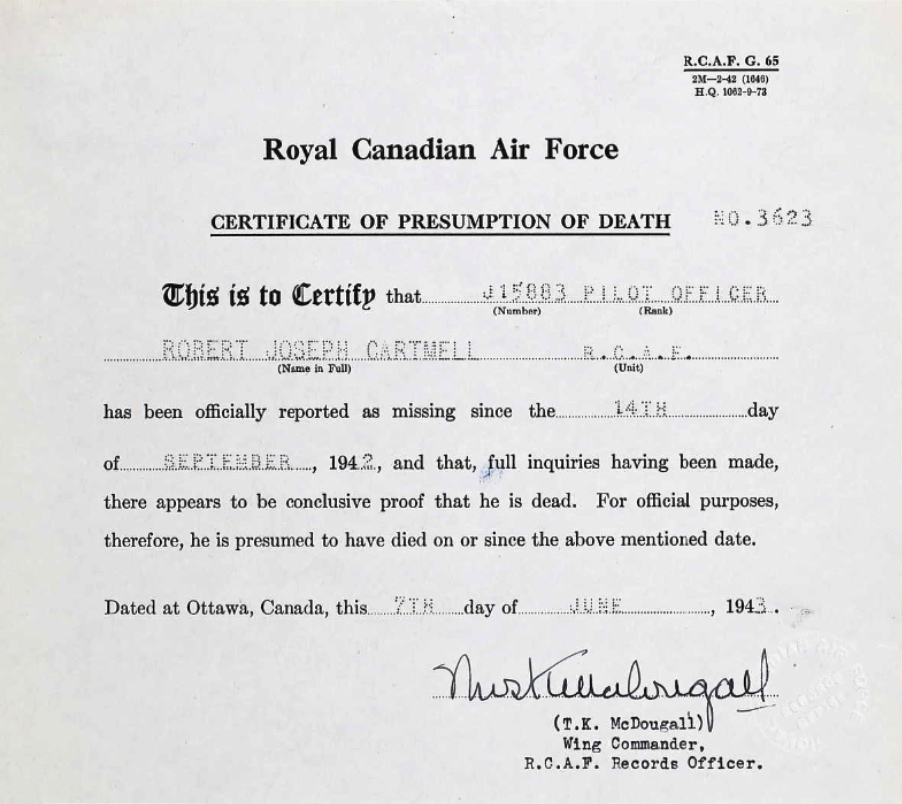 R.C.A.F. G. 65
2M—2-42 (1646)
H.Q. 1062-9-73
Royal Canadian Air Force
CERTIFICATE OF PRESUMPTION OF DEATH NO.3623
This is to Certify that J15883 PILOT OFFICER
(Number) (Rank)
ROBERT JOSEPH CARTMELL R.C.A.F.
(Name in Full) (Unit)
has been officially reported as missing since the 14TH day
of SEPTEMBER, 1942, and that, full inquiries having been made,
there appears to be conclusive proof that he is dead. For official purposes,
therefore, he is presumed to have died on or since the above mentioned date.
Dated at Ottawa, Canada, this 7TH day of JUNE, 1943.
(T.K. McDougall)
Wing Commander,
R.C.A.F. Records Officer.